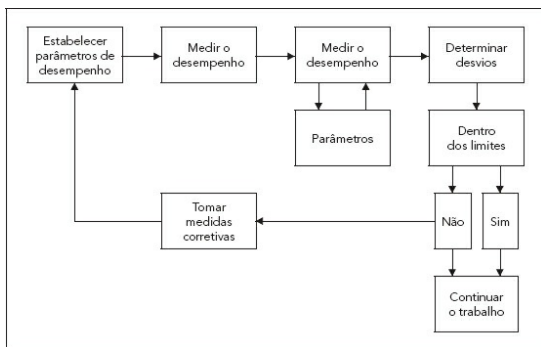 Estabelecer
parâmetros de
desempenho
Medir o
desempenho
Medir o
desempenho
Determinar
desvios
Parâmetros
Dentro
dos limites
Tomar
medidas
corretivas
Não
Sim
Continuar
o trabalho